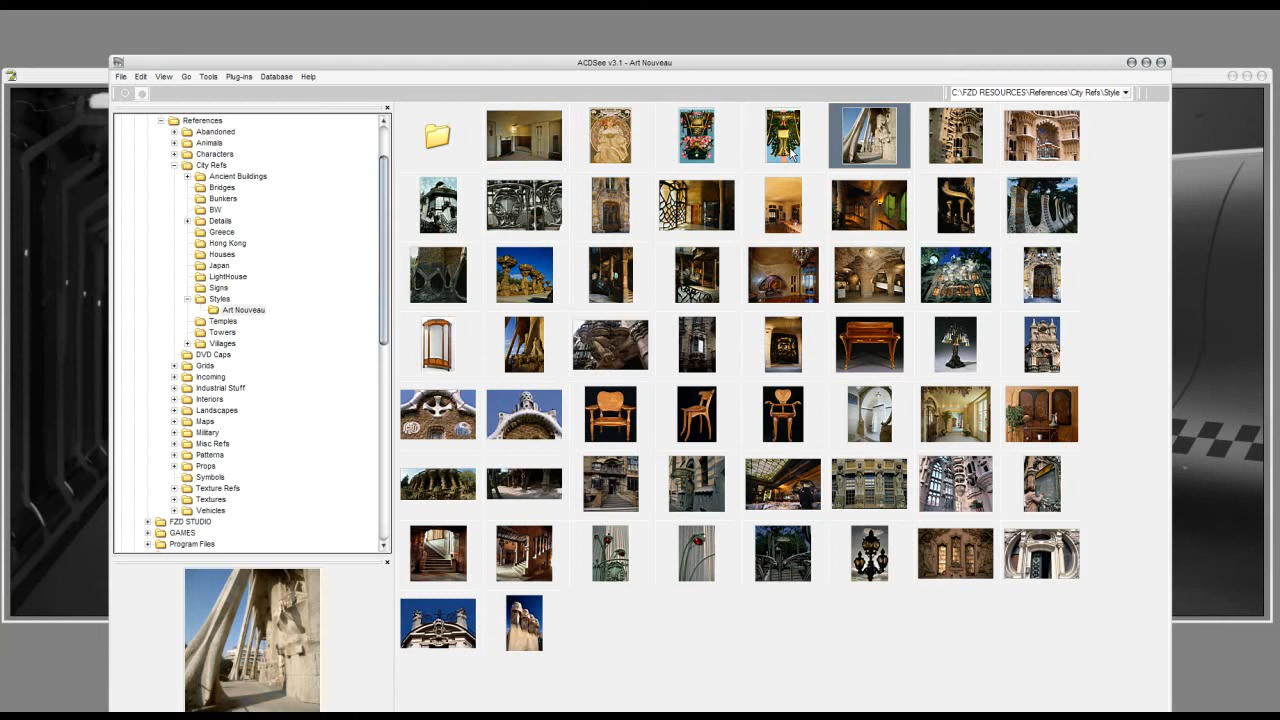 ACDSee v3.1 - Art Nouveau
File Edit View Go Tools Plug-ins Database Help
C:\FZD RESOURCES\References\City Refs\Style
References
Abandoned
Animals
Characters
City Refs
Ancient Buildings
Bridges
Bunkers
BW
Details
Greece
Hong Kong
Houses
Japan
LightHouse
Signs
Styles
Art Nouveau
Temples
Towers
Villages
DVD Caps
Grids
Incoming
Industrial Stuff
Interiors
Landscapes
Maps
Military
Misc Refs
Patterns
Props
Symbols
Texture Refs
Textures
Vehicles
FZD STUDIO
GAMES
Program Files